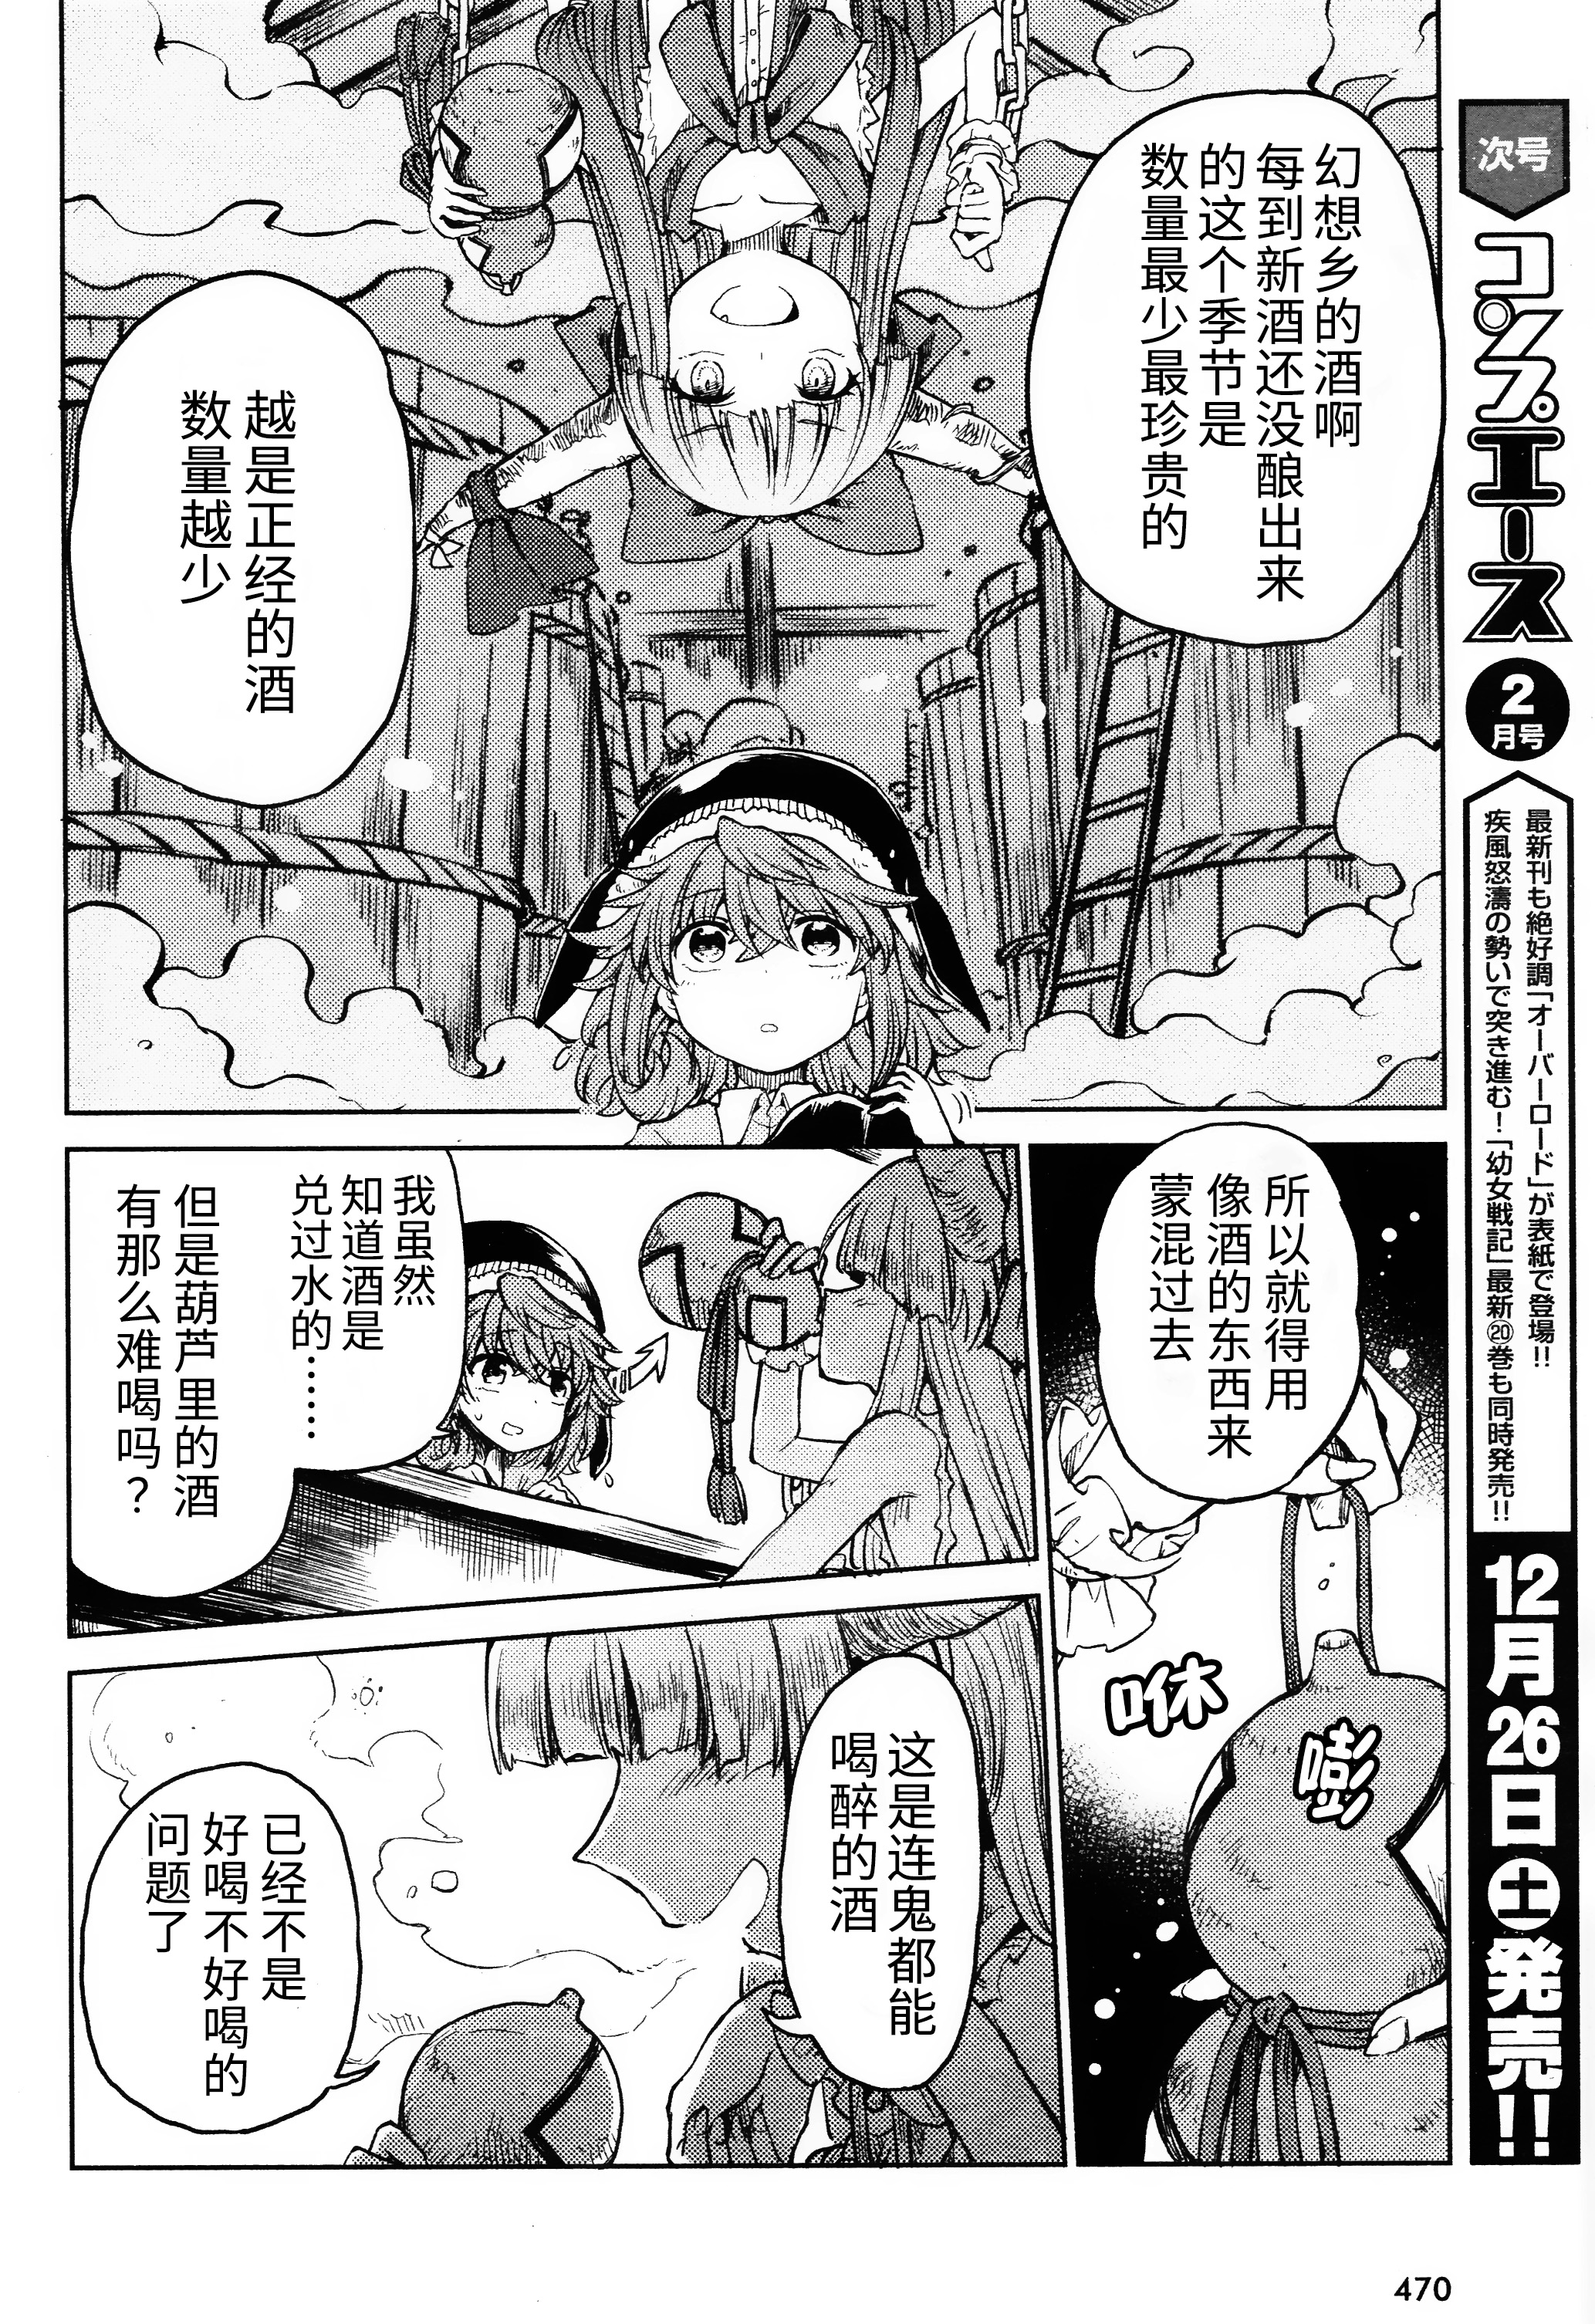 幻想乡的酒啊
每到新酒还没酿出来
的这个季节是
数量最少最珍贵的
越是正经的酒
数量越少
所以就得用
像酒的东西来
蒙混过去
咻
嘭
我虽然
知道酒是
兑过水的……
但是葫芦里的酒
有那么难喝吗？
这是连鬼都能
喝醉的酒
已经不是
好喝不好喝的
问题了
次号
コンプエース
2
月号
最新刊も絶好調「オーバーロード」が表紙で登場!!
疾風怒濤の勢いで突き進む！「幼女戦記」最新⑳巻も同時発売!!
12月26日㊏発売!!
470